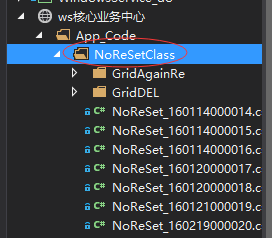 ws核心业务中心
App_Code
NoReSetClass
GridAgainRe
GridDEL
C# NoReSet_160114000014.c
C# NoReSet_160114000015.c
C# NoReSet_160114000016.c
C# NoReSet_160120000017.c
C# NoReSet_160120000018.c
C# NoReSet_160121000019.c
C# NoReSet_160219000020.c